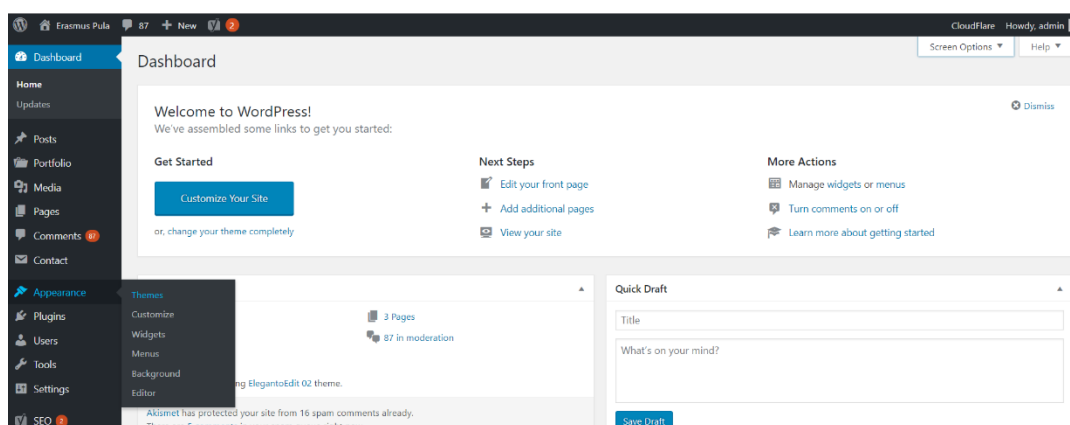 Erasmus Pula 87 + New 2 CloudFlare Howdy, admin
Screen Options ▼ Help ▼
Dashboard
Home
Updates
Posts
Portfolio
Media
Pages
Comments 87
Contact
Appearance
Plugins
Users
Tools
Settings
SEO 2
Themes
Customize
Widgets
Menus
Background
Editor
Dashboard
Welcome to WordPress!
We've assembled some links to get you started:
Dismiss
Get Started
Customize Your Site
or, change your theme completely
Next Steps
Edit your front page
Add additional pages
View your site
More Actions
Manage widgets or menus
Turn comments on or off
Learn more about getting started
3 Pages
87 in moderation
ng ElegantoEdit 02 theme.
Akismet has protected your site from 16 spam comments already.
Quick Draft
Title
What's on your mind?
Save Draft